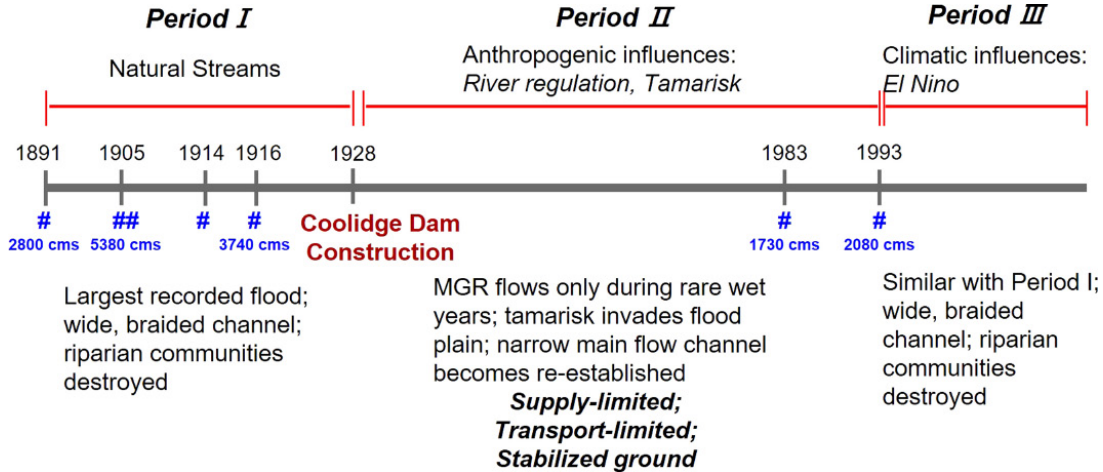 Period I
Period II
Period III
Natural Streams
Anthropogenic influences:
River regulation, Tamarisk
Climatic influences:
El Nino
1891
1905
1914
1916
1928
1983
1993
#
##
#
#
#
#
2800 cms
5380 cms
3740 cms
1730 cms
2080 cms
Coolidge Dam
Construction
Largest recorded flood;
wide, braided channel;
riparian communities
destroyed
MGR flows only during rare wet
years; tamarisk invades flood
plain; narrow main flow channel
becomes re-established
Supply-limited;
Transport-limited;
Stabilized ground
Similar with Period I;
wide, braided
channel; riparian
communities
destroyed